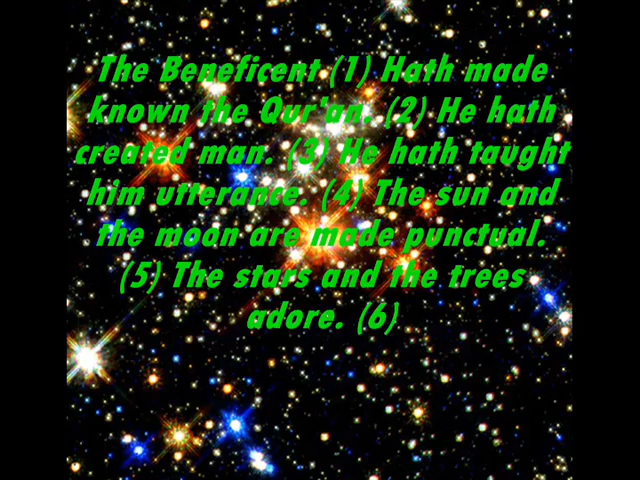 The Beneficent (1) Hath made
known the Qur'an. (2) He hath
created man. (3) He hath taught
him utterance. (4) The sun and
the moon are made punctual.
(5) The stars and the trees
adore. (6)